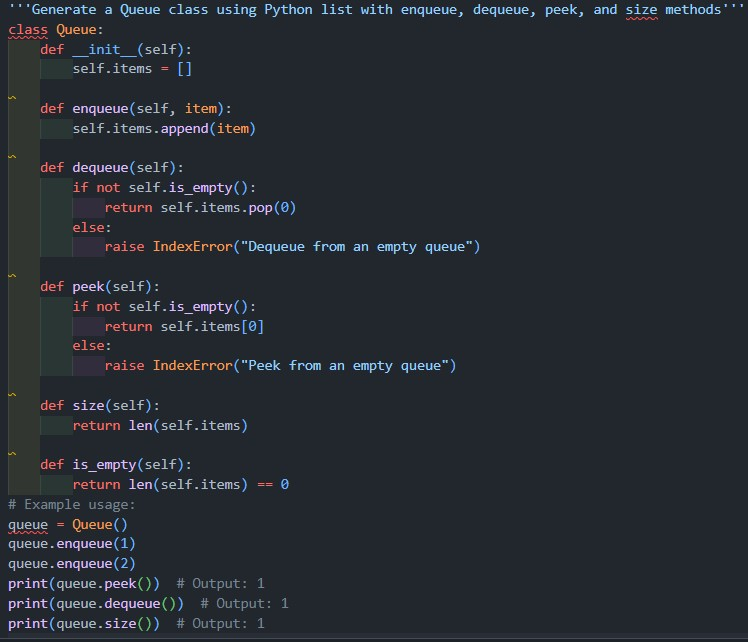 '''Generate a Queue class using Python list with enqueue, dequeue, peek, and size methods'''
class Queue:
    def __init__(self):
        self.items = []

    def enqueue(self, item):
        self.items.append(item)

    def dequeue(self):
        if not self.is_empty():
            return self.items.pop(0)
        else:
            raise IndexError("Dequeue from an empty queue")

    def peek(self):
        if not self.is_empty():
            return self.items[0]
        else:
            raise IndexError("Peek from an empty queue")

    def size(self):
        return len(self.items)

    def is_empty(self):
        return len(self.items) == 0
# Example usage:
queue = Queue()
queue.enqueue(1)
queue.enqueue(2)
print(queue.peek())  # Output: 1
print(queue.dequeue())  # Output: 1
print(queue.size())  # Output: 1